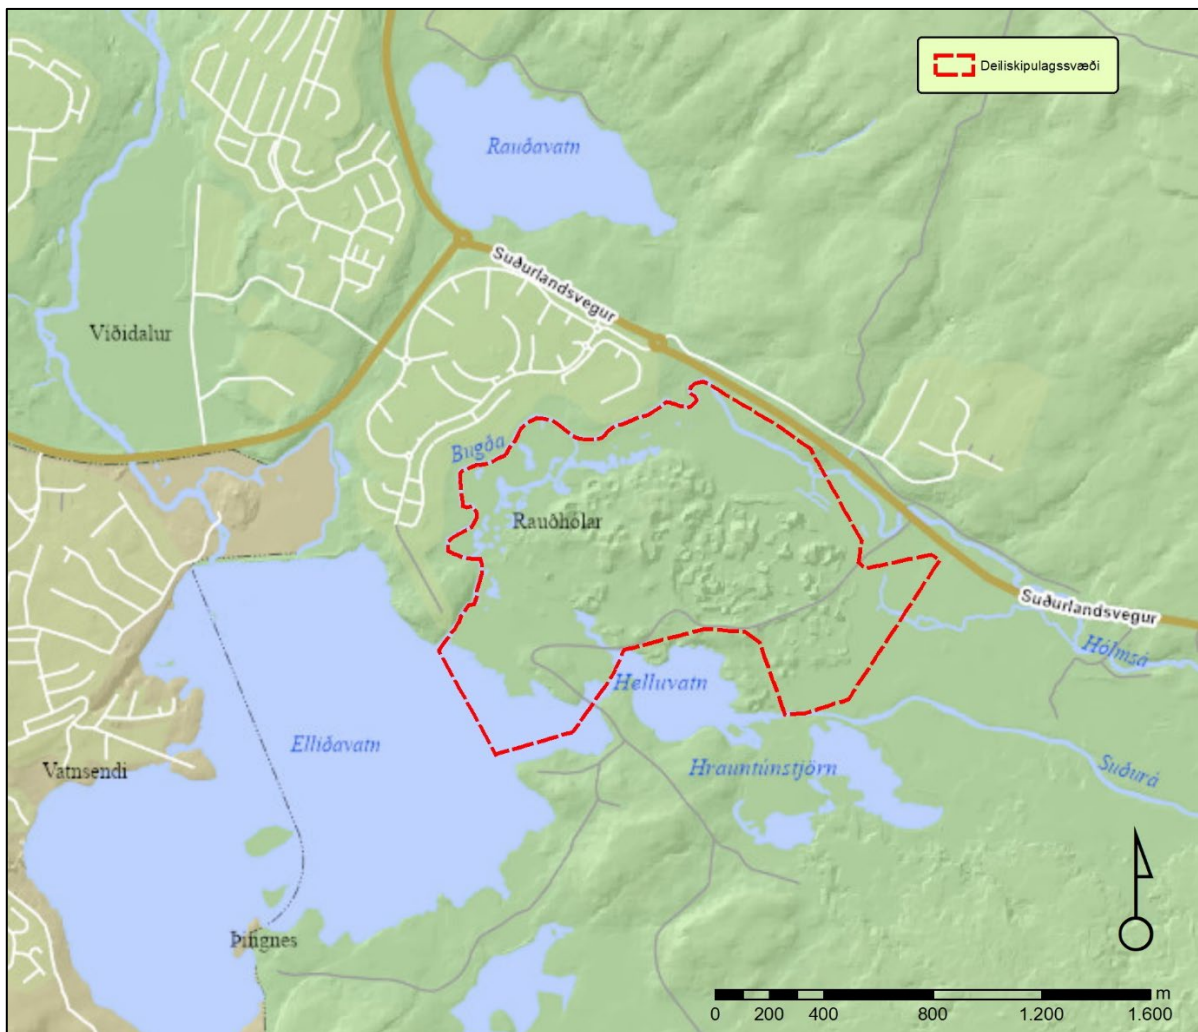 Deiliskipulagssvæði
Rauðavatn
Suðurlandsvegur
Víðidalur
Bugða
Rauðhólar
Suðurlandsvegur
Hólmsá
Helluvatn
Elliðavatn
Vatnsendi
Hrauntúnstjörn
Suðurá
Þingnes
m
0 200 400 800 1.200 1.600